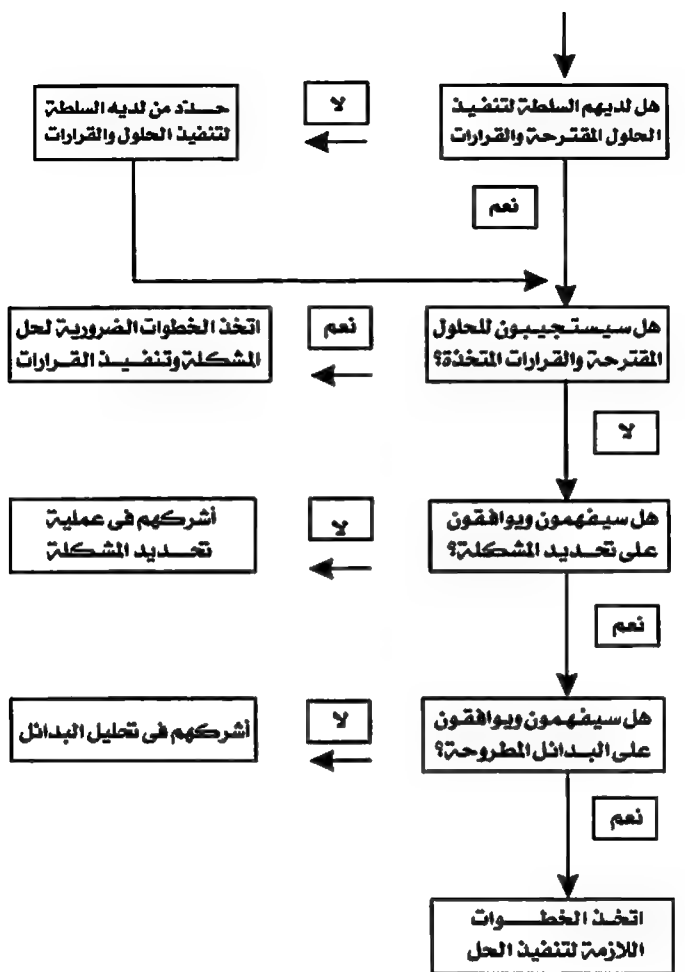 هل لديهم السلطة لتنفيذ
الحلول المقترحة والقرارات
لا
حدد من لديه السلطة
لتنفيذ الحلول والقرارات
نعم
هل سيستجيبون للحلول
المقترحة والقرارات المتخذة؟
نعم
اتخذ الخطوات الضرورية لحل
المشكلة وتنفيذ القرارات
لا
هل سيفهمون ويوافقون
على تحديد المشكلة؟
لا
أشركهم فى عملية
تحديد المشكلة
نعم
هل سيفهمون ويوافقون
على البدائل المطروحة؟
لا
أشركهم فى تحليل البدائل
نعم
اتخذ الخطوات
اللازمة لتنفيذ الحل